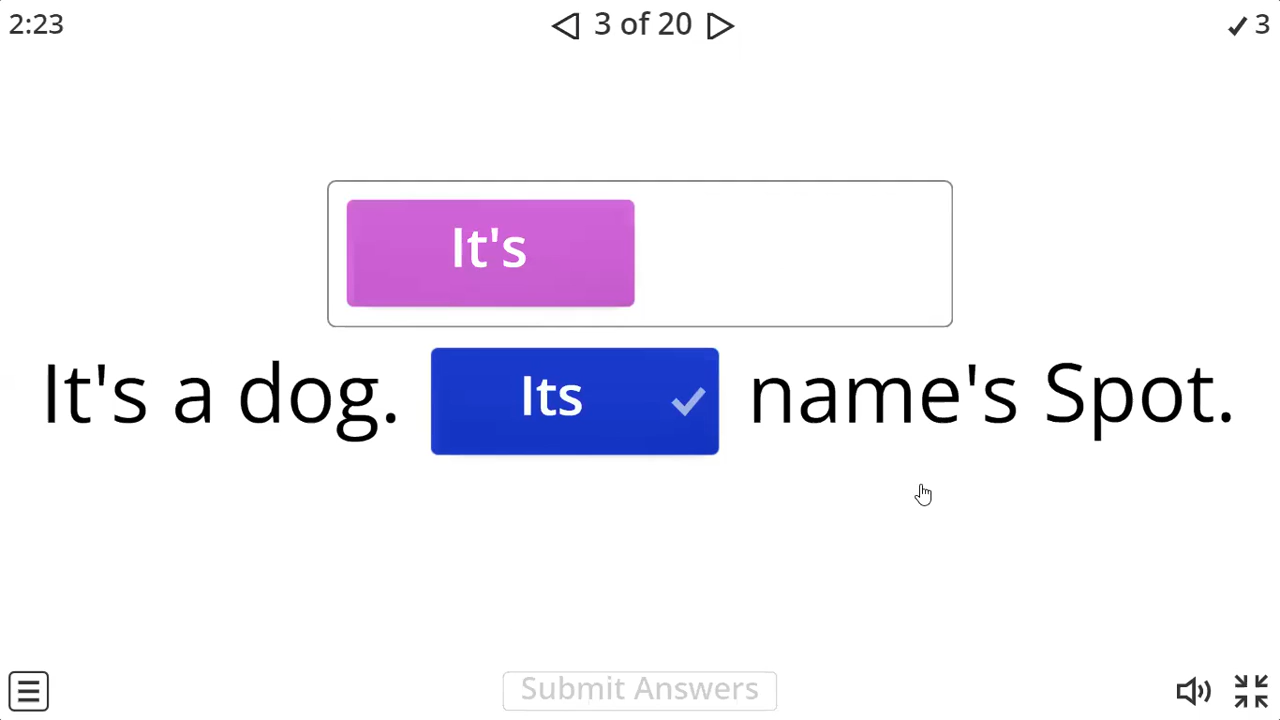 2:23
3 of 20
3
It's
It's a dog. Its name's Spot.
Submit Answers